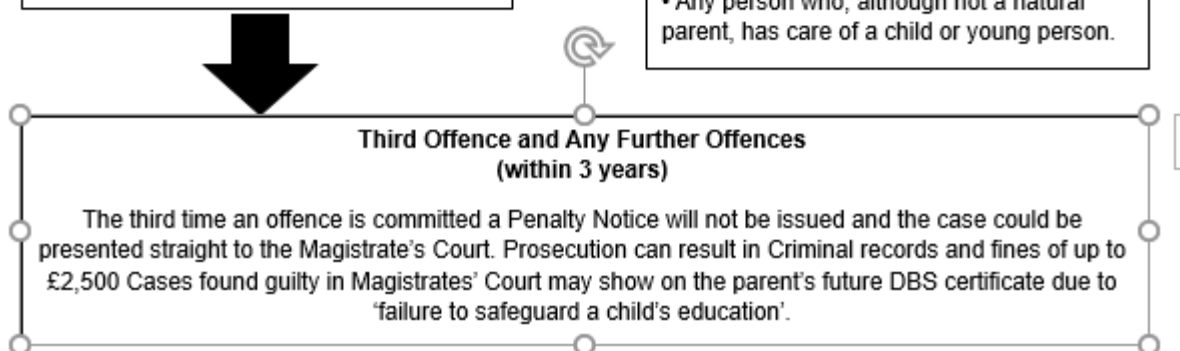 • Any person who, although not a natural
parent, has care of a child or young person.
Third Offence and Any Further Offences
(within 3 years)
The third time an offence is committed a Penalty Notice will not be issued and the case could be
presented straight to the Magistrate's Court. Prosecution can result in Criminal records and fines of up to
£2,500 Cases found guilty in Magistrates' Court may show on the parent's future DBS certificate due to
'failure to safeguard a child's education'.